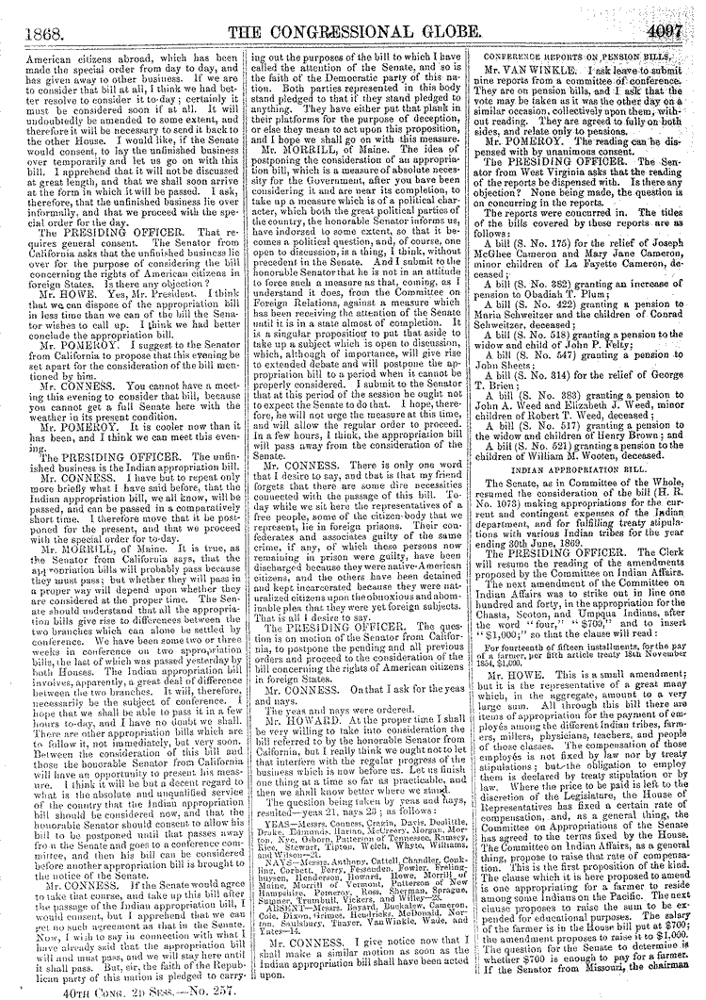 1868.
THE CONGRESSIONAL GLOBE.
4097
American citizens abroad, which has been
made the special order from day to day, and
has given away to other business. If we are
to consider that bill at all, I think we had bet-
ter resolve to consider it to-day; certainly it
must be considered soon if at all. It will
undoubtedly be amended to some extent, and
therefore it will be necessary to send it back to
the other House. I would like, if the Senate
would consent, to lay the unfinished business
over temporarily and let us go on with this
bill. I apprehend that it will not be discussed
at great length, and that we shall soon arrive
at the form in which it will be passed. I ask,
therefore, that the unfinished business lie over
informally, and that we proceed with the spe-
cial order for the day.
The PRESIDING OFFICER. That re-
quires general consent. The Senator from
California asks that the unfinished business lie
over for the purpose of considering the bill
concerning the rights of American citizens in
foreign States. Is there any objection?
Mr. HOWE. Yes, Mr. President. I think
that we can dispose of the appropriation bill
in less time than we can of the bill the Sena-
tor wishes to call up. I think we had better
conclude the appropriation bill.
Mr. POMEROY. I suggest to the Senator
from California to propose that this evening be
set apart for the consideration of the bill men-
tioned by him.
Mr. CONNESS. You cannot have a meet-
ing this evening to consider that bill, because
you cannot get a full Senate here with the
weather in its present condition.
Mr. POMEROY. It is cooler now than it
has been, and I think we can meet this even-
ing.
The PRESIDING OFFICER. The unfin-
ished business is the Indian appropriation bill.
Mr. CONNESS. I have but to repeat only
more briefly what I have said before, that the
Indian appropriation bill, we all know, will be
passed, and can be passed in a comparatively
short time. I therefore move that it be post-
poned for the present, and that we proceed
with the special order for to-day.
Mr. MORRILL, of Maine. It is true, as
the Senator from California says, that the
appropriation bills will probably pass because
they must pass; but whether they will pass in
a proper way will depend upon whether they
are considered at the proper time. The Sen-
ate should understand that all the appropria-
tion bills give rise to differences between the
two branches which can alone be settled by
conference. We have been some two or three
weeks in conference on two appropriation
bills, the last of which was passed yesterday by
both Houses. The Indian appropriation bill
involves, apparently, a great deal of difference
between the two branches. It will, therefore,
necessarily be the subject of conference. I
hope that we shall be able to pass it in a few
hours to-day, and I have no doubt we shall.
There are other appropriation bills which are
to follow it, not immediately, but very soon.
Between the consideration of this bill and
those the honorable Senator from California
will have an opportunity to present his meas-
ure. I think it will be but a decent regard to
what is the absolute and unqualified service
of the country that the Indian appropriation
bill should be considered now, and that the
honorable Senator should consent to allow his
bill to be postponed until that passes away
from the Senate and goes to a conference com-
mittee, and then his bill can be considered
before another appropriation bill is brought to
the notice of the Senate.
Mr. CONNESS. If the Senate would agree
to take that course, and take up this bill after
the passage of the Indian appropriation bill, I
would consent, but I apprehend that we can
get no such agreement as that in the Senate.
Now, I wish to say in connection with what I
have already said that the appropriation bill
will and must pass, and we will stay here until
it shall pass. But, sir, the faith of the Repub-
lican party of this nation is pledged to carry-
40TH CONG. 2D SESS.—No. 257.
ing out the purposes of the bill to which I have
called the attention of the Senate, and so is
the faith of the Democratic party of this na-
tion. Both parties represented in this body
stand pledged to that if they stand pledged to
anything. They have either put that plank in
their platforms for the purpose of deception,
or else they mean to act upon this proposition,
and I hope we shall go on with this measure.
Mr. MORRILL, of Maine. The idea of
postponing the consideration of an appropria-
tion bill, which is a measure of absolute neces-
sity for the Government, after you have been
considering it and are near its completion, to
take up a measure which is of a political char-
acter, which both the great political parties of
the country, the honorable Senator informs us,
have indorsed to some extent, so that it be-
comes a political question, and, of course, one
open to discussion, is a thing, I think, without
precedent in the Senate. And I submit to the
honorable Senator that he is not in an attitude
to force such a measure as that, coming, as I
understand it does, from the Committee on
Foreign Relations, against a measure which
has been receiving the attention of the Senate
until it is in a state almost of completion. It
is a singular proposition to put that aside to
take up a subject which is open to discussion,
which, although of importance, will give rise
to extended debate and will postpone the ap-
propriation bill to a period when it cannot be
properly considered. I submit to the Senator
that at this period of the session he ought not
to expect the Senate to do that. I hope, there-
fore, he will not urge the measure at this time,
and will allow the regular order to proceed.
In a few hours, I think, the appropriation bill
will pass away from the consideration of the
Senate.
Mr. CONNESS. There is only one word
that I desire to say, and that is that my friend
forgets that there are some dire necessities
connected with the passage of this bill. To-
day while we sit here the representatives of a
free people, some of the citizen-body that we
represent, lie in foreign prisons. Their con-
federates and associates guilty of the same
crime, if any, of which these persons now
remaining in prison were guilty, have been
discharged because they were native-American
citizens, and the others have been detained
and kept incarcerated because they were nat-
uralized citizens upon the obnoxious and abom-
inable plea that they were yet foreign subjects.
That is all I desire to say.
The PRESIDING OFFICER. The ques-
tion is on motion of the Senator from Califor-
nia, to postpone the pending and all previous
orders and proceed to the consideration of the
bill concerning the rights of American citizens
in foreign States.
Mr. CONNESS. On that I ask for the yeas
and nays.
The yeas and nays were ordered.
Mr. HOWARD. At the proper time I shall
be very willing to take into consideration the
bill referred to by the honorable Senator from
California, but I really think we ought not to let
that interfere with the regular progress of the
business which is now before us. Let us finish
one thing at a time so far as practicable, and
then we shall know better where we stand.
The question being taken by yeas and nays,
resulted—yeas 21, nays 23; as follows:
YEAS—Messrs. Conness, Cragin, Davis, Doolittle,
Drake, Edmunds, Harlan, McCreery, Morgan, Mor-
ton, Nye, Osborn, Patterson of Tennessee, Ramsey,
Rice, Stewart, Tipton, Welch, Whyte, Williams,
and Wilson—21.
NAYS—Messrs. Anthony, Cattell, Chandler, Conk-
ling, Corbett, Ferry, Fessenden, Fowler, Freling-
huysen, Henderson, Howard, Howe, Morrill of
Maine, Morrill of Vermont, Patterson of New
Hampshire, Pomeroy, Ross, Sherman, Sprague,
Sumner, Trumbull, Vickers, and Willey—23.
ABSENT—Messrs. Bayard, Buckalew, Cameron,
Cole, Dixon, Grimes, Hendricks, McDonald, Nor-
ton, Saulsbury, Thayer, Van Winkle, Wade, and
Yates—14.
Mr. CONNESS. I give notice now that I
shall make a similar motion as soon as the
Indian appropriation bill shall have been acted
upon.
CONFERENCE REPORTS ON PENSION BILLS.
Mr. VAN WINKLE. I ask leave to submit
nine reports from a committee of conference.
They are on pension bills, and I ask that the
vote may be taken as it was the other day on a
similar occasion, collectively upon them, with-
out reading. They are agreed to fully on both
sides, and relate only to pensions.
Mr. POMEROY. The reading can be dis-
pensed with by unanimous consent.
The PRESIDING OFFICER. The Sen-
ator from West Virginia asks that the reading
of the reports be dispensed with. Is there any
objection? None being made, the question is
on concurring in the reports.
The reports were concurred in. The titles
of the bills covered by these reports are as
follows:
A bill (S. No. 175) for the relief of Joseph
McGhee Cameron and Mary Jane Cameron,
minor children of La Fayette Cameron, de-
ceased;
A bill (S. No. 382) granting an increase of
pension to Obadiah T. Plum;
A bill (S. No. 422) granting a pension to
Maria Schweitzer and the children of Conrad
Schweitzer, deceased;
A bill (S. No. 518) granting a pension to the
widow and child of John P. Felty;
A bill (S. No. 547) granting a pension to
John Sheets;
A bill (S. No. 314) for the relief of George
T. Brien;
A bill (S. No. 383) granting a pension to
John A. Weed and Elizabeth J. Weed, minor
children of Robert T. Weed, deceased;
A bill (S. No. 517) granting a pension to
the widow and children of Henry Brown; and
A bill (S. No. 521) granting a pension to the
children of William M. Wooten, deceased.
INDIAN APPROPRIATION BILL.
The Senate, as in Committee of the Whole,
resumed the consideration of the bill (H. R.
No. 1073) making appropriations for the cur-
rent and contingent expenses of the Indian
department, and for fulfilling treaty stipula-
tions with various Indian tribes for the year
ending 30th June, 1869.
The PRESIDING OFFICER. The Clerk
will resume the reading of the amendments
proposed by the Committee on Indian Affairs.
The next amendment of the Committee on
Indian Affairs was to strike out in line one
hundred and forty, in the appropriation for the
Chasta, Scoton, and Umpqua Indians, after
the word "four," "$700," and to insert
"$1,000;" so that the clause will read:
For fourteenth of fifteen installments, for the pay
of a farmer, per fifth article treaty 18th November
1854, $1,000.
Mr. HOWE. This is a small amendment;
but it is the representative of a great many
which, in the aggregate, amount to a very
large sum. All through this bill there are
items of appropriation for the payment of em-
ployés among the different Indian tribes, farm-
ers, millers, physicians, teachers, and people
of those classes. The compensation of those
employés is not fixed by law nor by treaty
stipulations; but the obligation to employ
them is declared by treaty stipulation or by
law. Where the price to be paid is left to the
discretion of the Legislature, the House of
Representatives has fixed a certain rate of
compensation, and, as a general thing, the
Committee on Appropriations of the Senate
has agreed to the terms fixed by the House.
The Committee on Indian Affairs, as a general
thing, propose to raise that rate of compensa-
tion. This is the first proposition of the kind.
The clause which it is here proposed to amend
is one appropriating for a farmer to reside
among some Indians on the Pacific. The next
clause proposes to raise the sum to be ex-
pended for educational purposes. The salary
of the farmer is in the House bill put at $700;
the amendment proposes to raise it to $1,000.
The question for the Senate to determine is
whether $700 is enough to pay for a farmer.
If the Senator from Missouri, the chairman